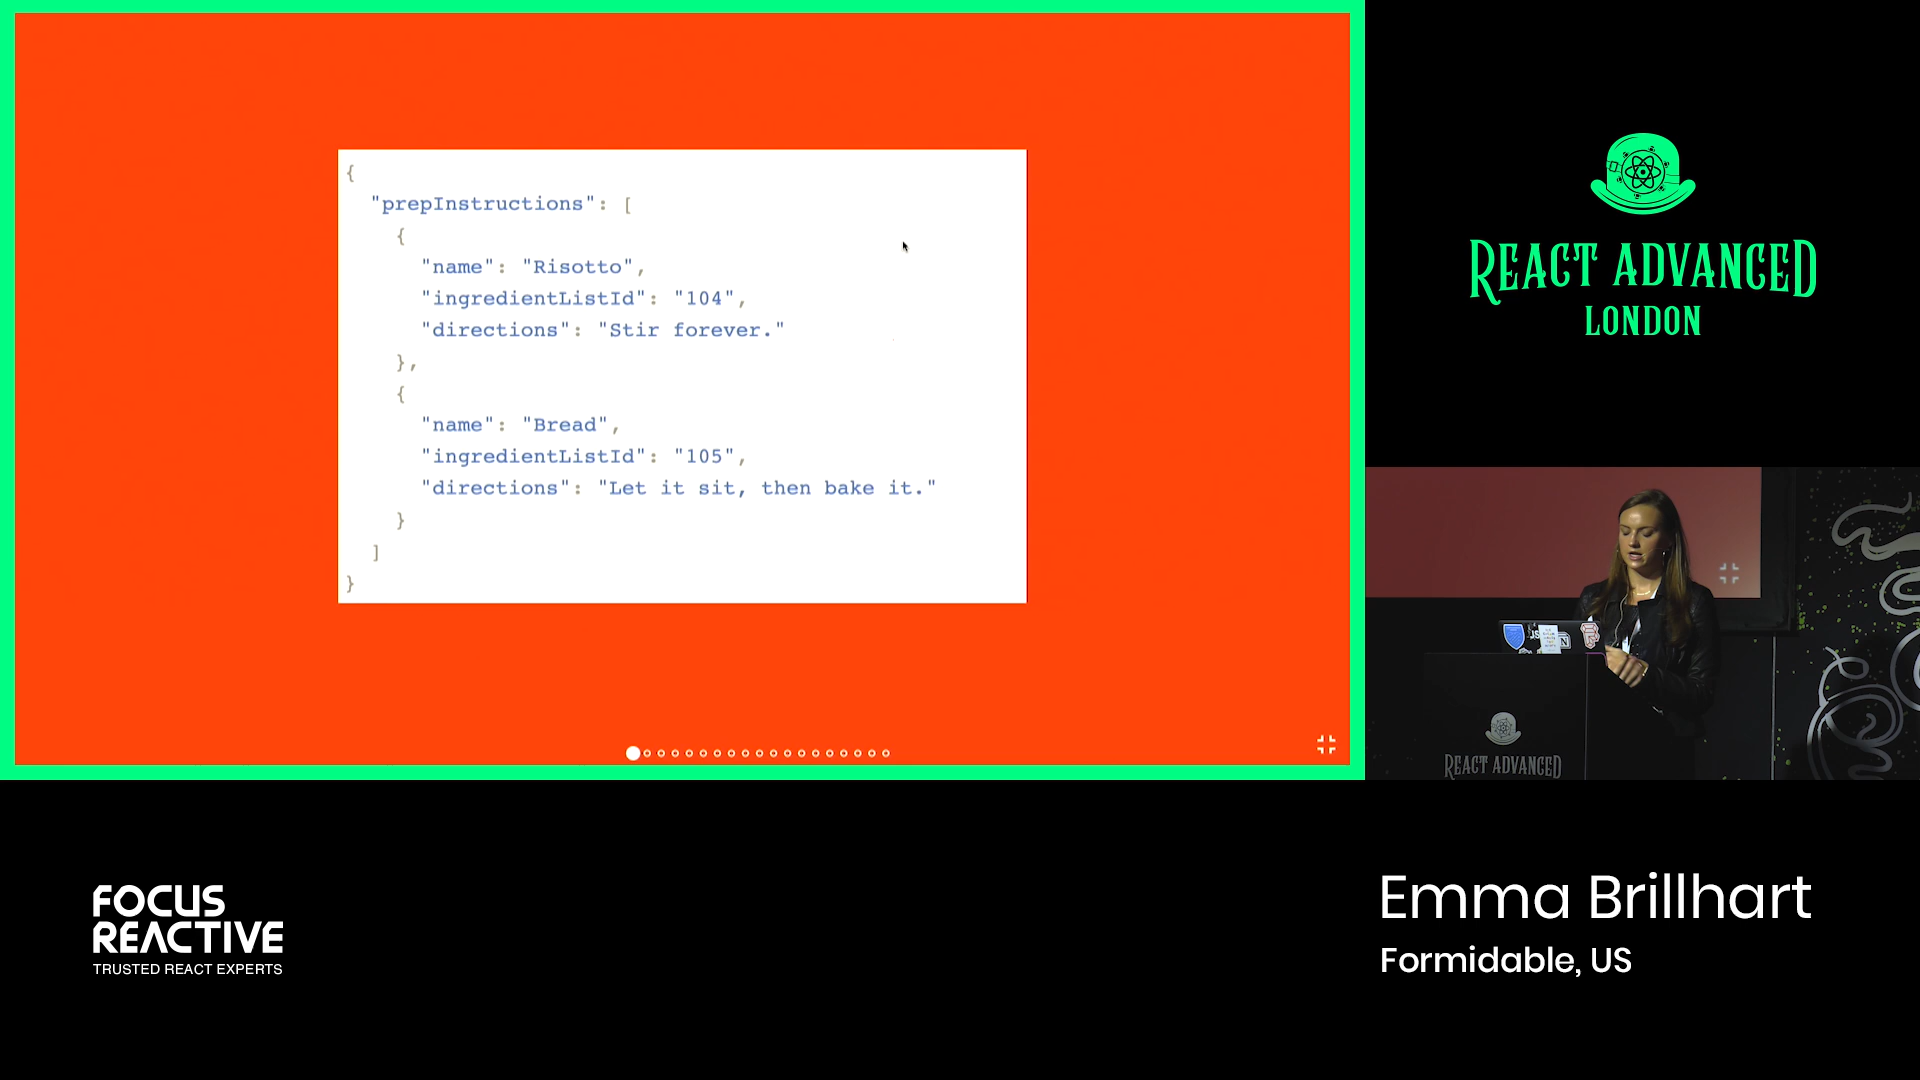 {
"prepInstructions": [
{
"name": "Risotto",
"ingredientListId": "104",
"directions": "Stir forever."
},
{
"name": "Bread",
"ingredientListId": "105",
"directions": "Let it sit, then bake it."
}
]
}
REACT ADVANCED
LONDON
REACT ADVANCED
FOCUS
REACTIVE
TRUSTED REACT EXPERTS
Emma Brillhart
Formidable, US